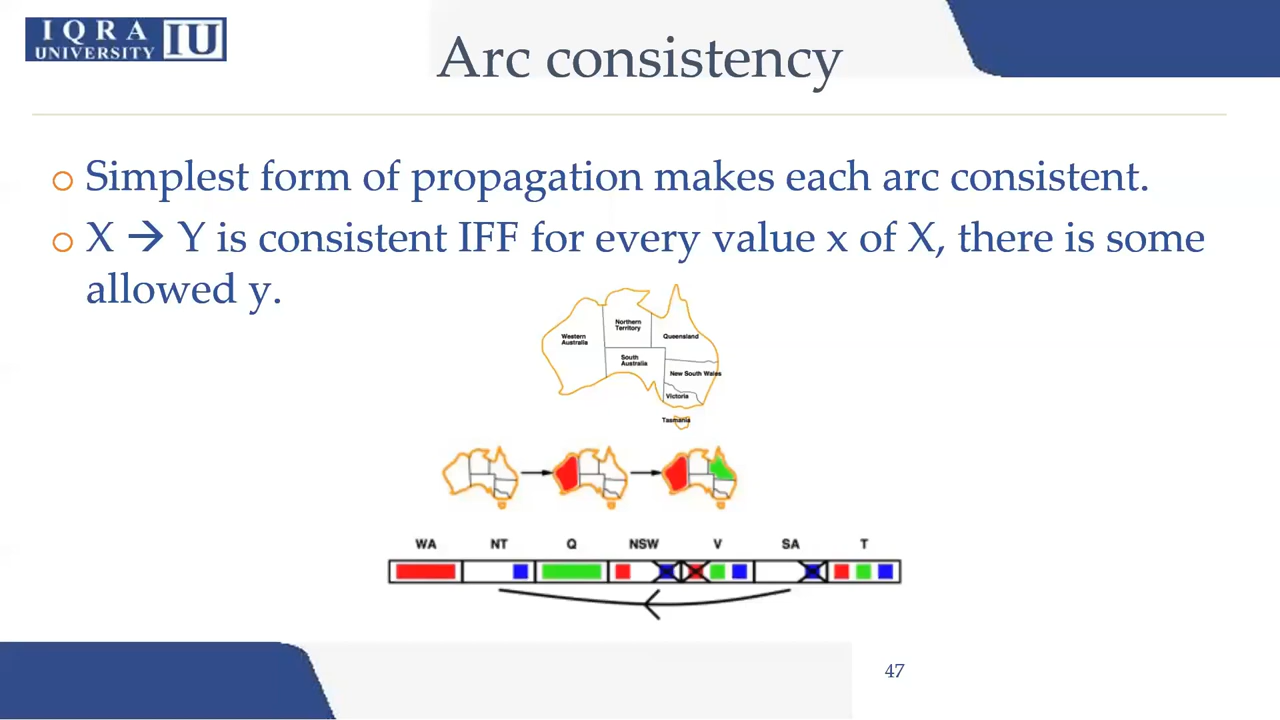 IQRA
UNIVERSITY IU
Arc consistency
Simplest form of propagation makes each arc consistent.
X → Y is consistent IFF for every value x of X, there is some
allowed y.
Northern
Territory
Western
Australia
Queensland
South
Australia
New South Wales
Victoria
Tasmania
WA NT Q NSW V SA T
47